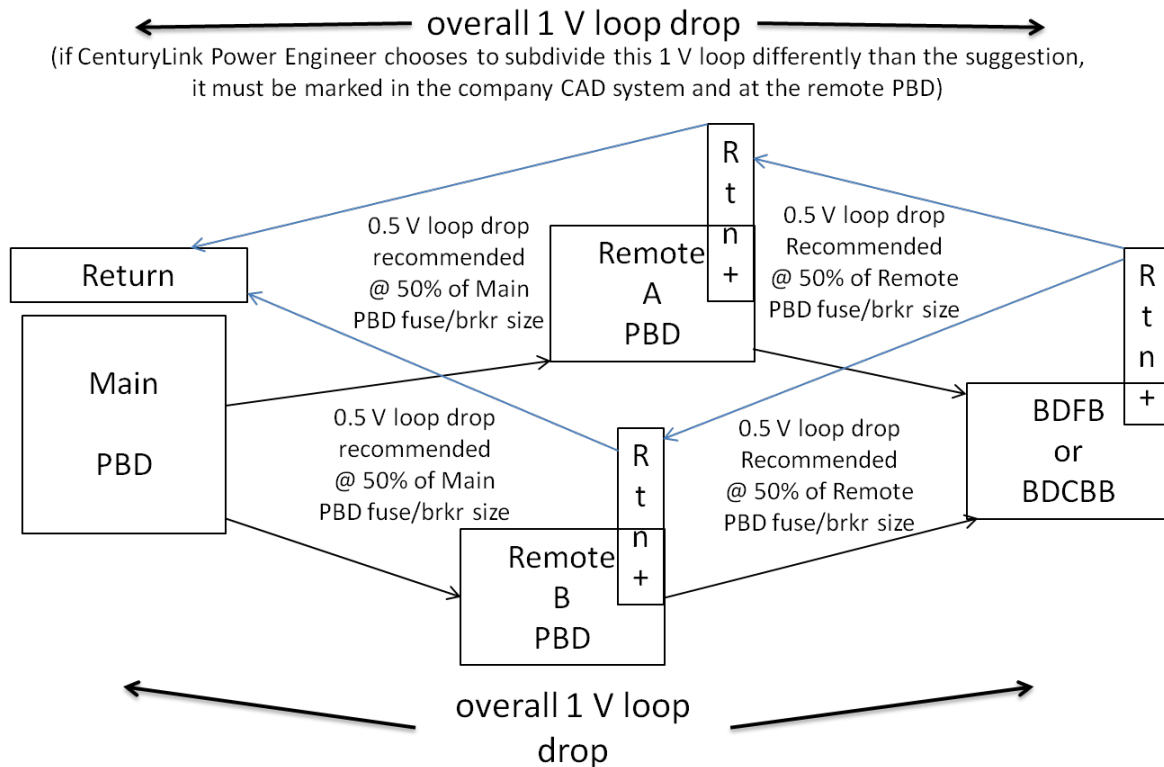 overall 1 V loop drop
(if CenturyLink Power Engineer chooses to subdivide this 1 V loop differently than the suggestion,
it must be marked in the company CAD system and at the remote PBD)
R
t
n
+
0.5 V loop drop
recommended
@ 50% of Main
PBD fuse/brkr size
0.5 V loop drop
Recommended
@ 50% of Remote
PBD fuse/brkr size
Return
Remote
A
PBD
R
t
n
+
Main
PBD
0.5 V loop drop
recommended
@ 50% of Main
PBD fuse/brkr size
R
t
n
+
0.5 V loop drop
Recommended
@ 50% of Remote
PBD fuse/brkr size
BDFB
or
BDCBB
Remote
B
PBD
overall 1 V loop
drop